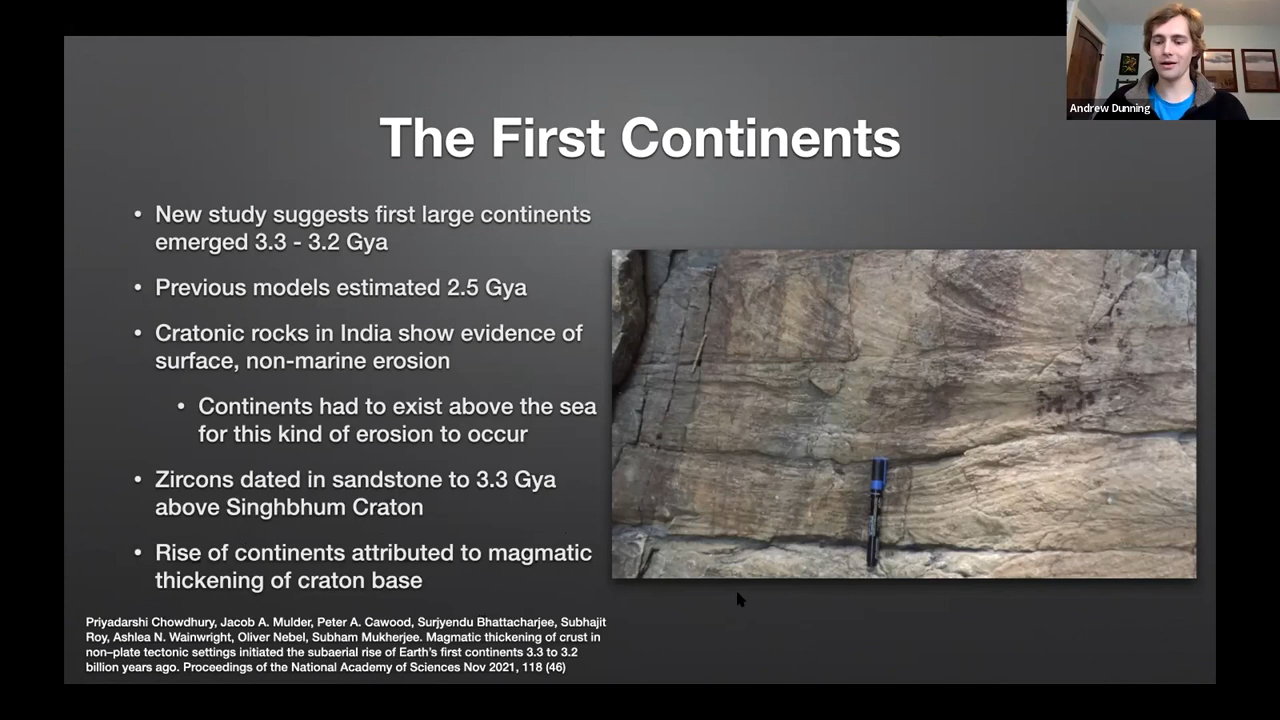 Andrew Dunning
The First Continents
• New study suggests first large continents
emerged 3.3 - 3.2 Gya
• Previous models estimated 2.5 Gya
• Cratonic rocks in India show evidence of
surface, non-marine erosion
• Continents had to exist above the sea
for this kind of erosion to occur
• Zircons dated in sandstone to 3.3 Gya
above Singhbhum Craton
• Rise of continents attributed to magmatic
thickening of craton base
Priyadarshi Chowdhury, Jacob A. Mulder, Peter A. Cawood, Surjyendu Bhattacharjee, Subhajit
Roy, Ashlea N. Wainwright, Oliver Nebel, Subham Mukherjee. Magmatic thickening of crust in
non–plate tectonic settings initiated the subaerial rise of Earth's first continents 3.3 to 3.2
billion years ago. Proceedings of the National Academy of Sciences Nov 2021, 118 (46)